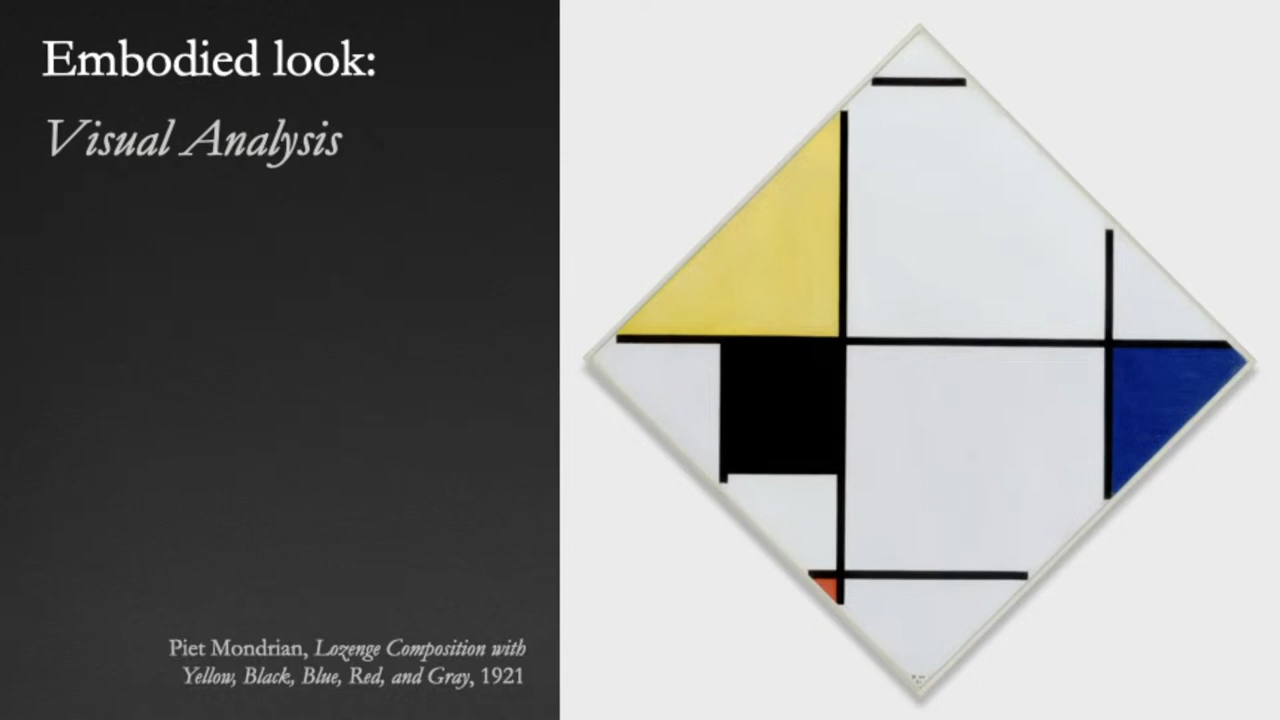 Embodied look:
Visual Analysis
Piet Mondrian, Lozenge Composition with
Yellow, Black, Blue, Red, and Gray, 1921